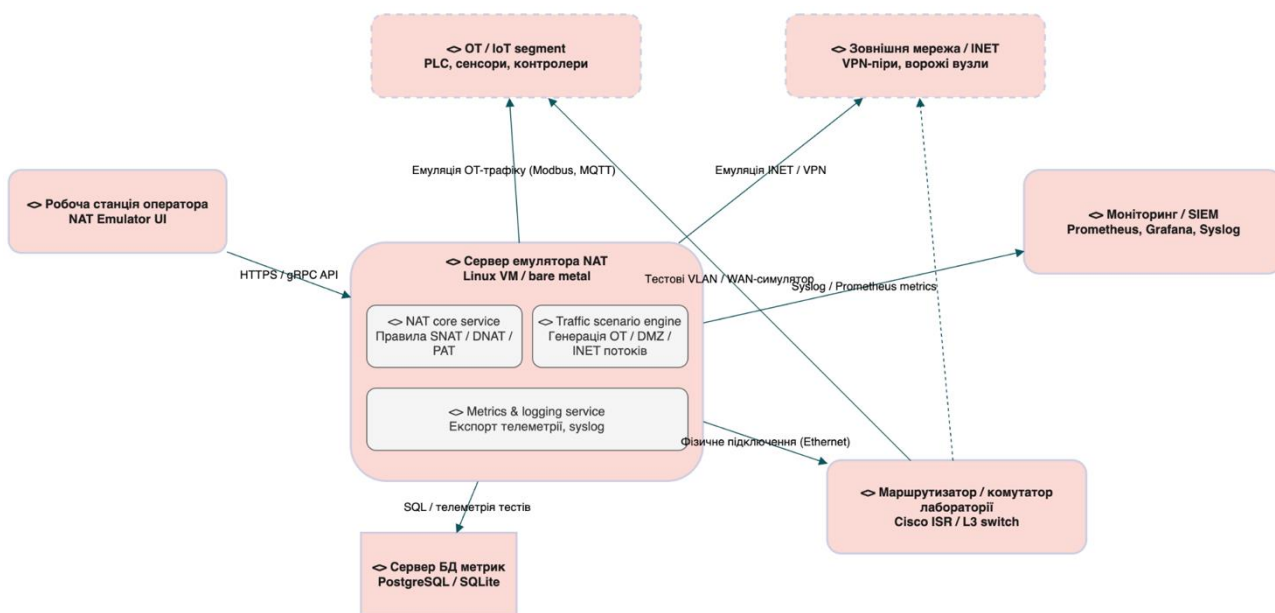 <> OT / IoT segment
PLC, сенсори, контролери
<> Зовнішня мережа / INET
VPN-піри, ворожі вузли
Емуляція ОТ-трафіку (Modbus, MQTT)
Емуляція INET / VPN
<> Робоча станція оператора
NAT Emulator UI
<> Моніторинг / SIEM
Prometheus, Grafana, Syslog
HTTPS / gRPC API
<> Сервер емулятора NAT
Linux VM / bare metal
Тестові VLAN / WAN-симулятор
Syslog / Prometheus metrics
<> NAT core service
Правила SNAT / DNAT /
PAT
<> Traffic scenario engine
Генерація ОТ / DMZ /
INET потоків
<> Metrics & logging service
Експорт телеметрії, syslog
Фізичне підключення (Ethernet)
<> Маршрутизатор / комутатор
лабораторії
Cisco ISR / L3 switch
SQL / телеметрія тестів
<> Сервер БД метрик
PostgreSQL / SQLite